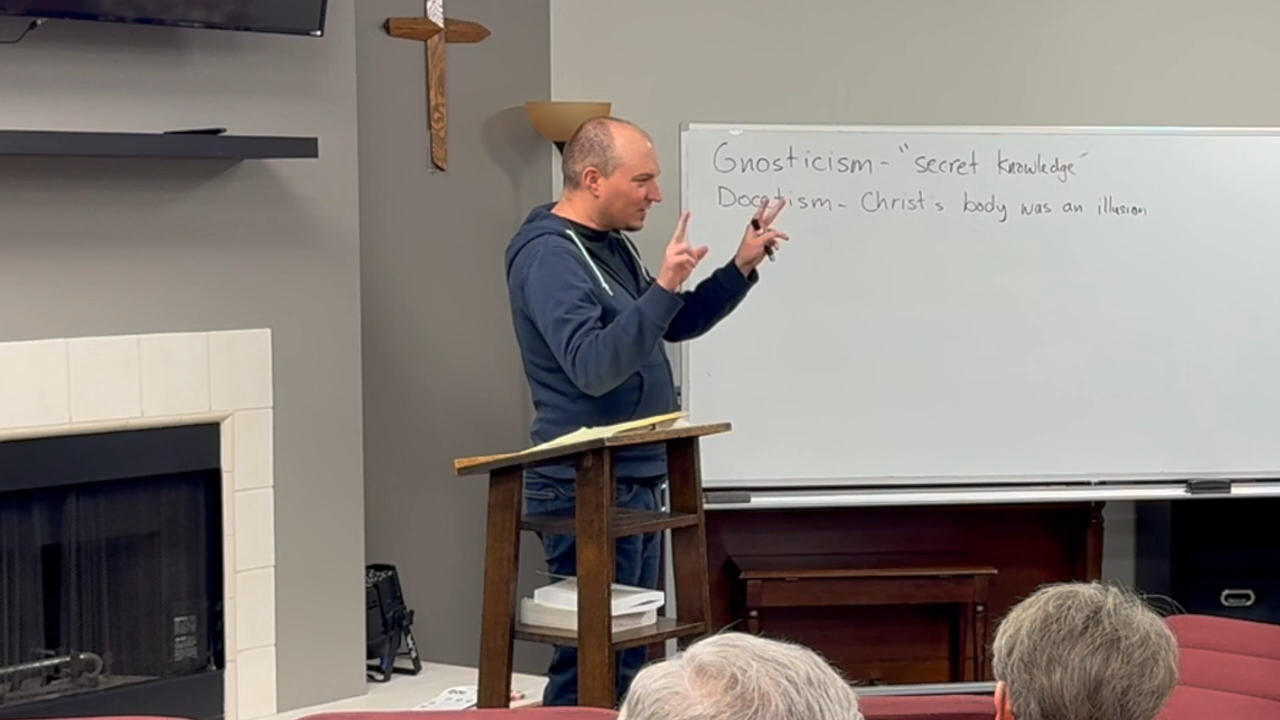 Gnosticism - "secret knowledge"
Docetism - Christ's body was an illusion